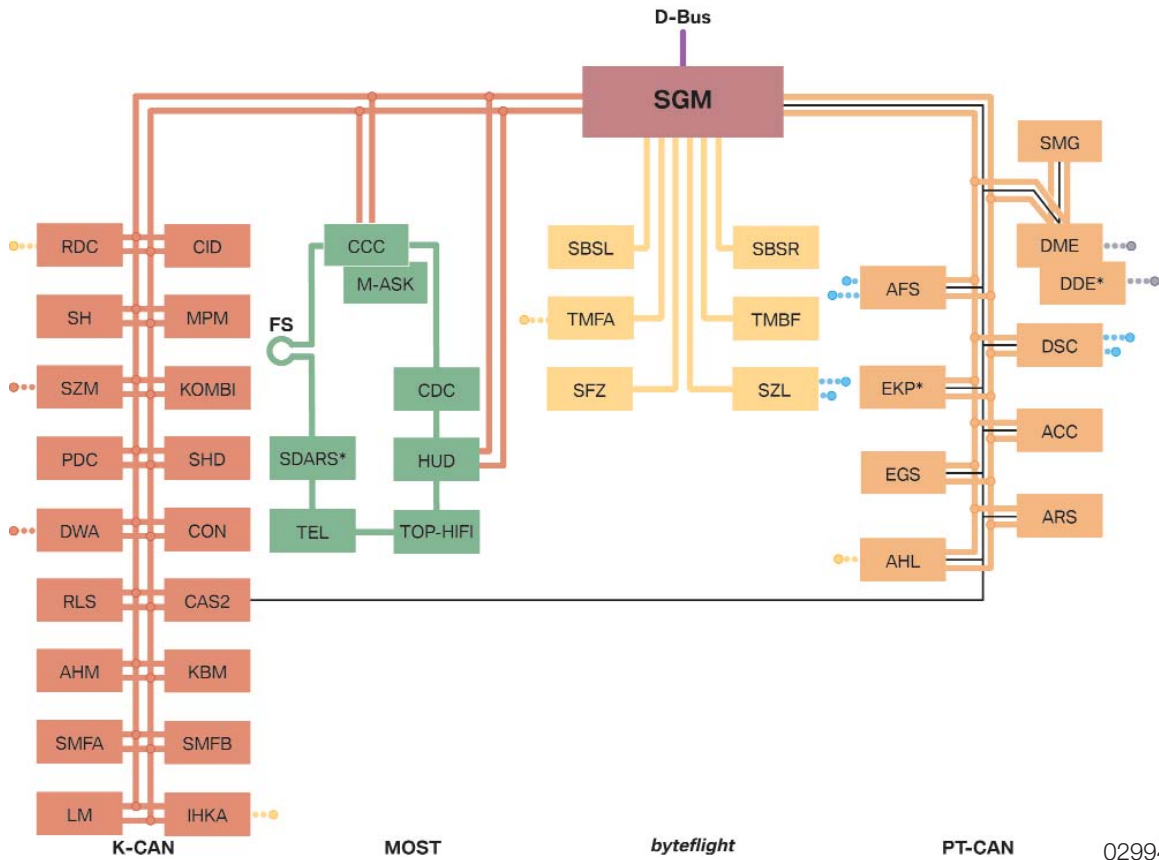 D-Bus
SGM
SMG
RDC CID CCC SBSL SBSR DME
M-ASK AFS DDE*
SH MPM FS TMFA TMBF
DSC
SZM KOMBI CDC SFZ SZL EKP*
ACC
PDC SHD SDARS* HUD
EGS
DWA CON TEL TOP-HIFI ARS
AHL
RLS CAS2
AHM KBM
SMFA SMFB
LM IHKA
K-CAN MOST byteflight PT-CAN